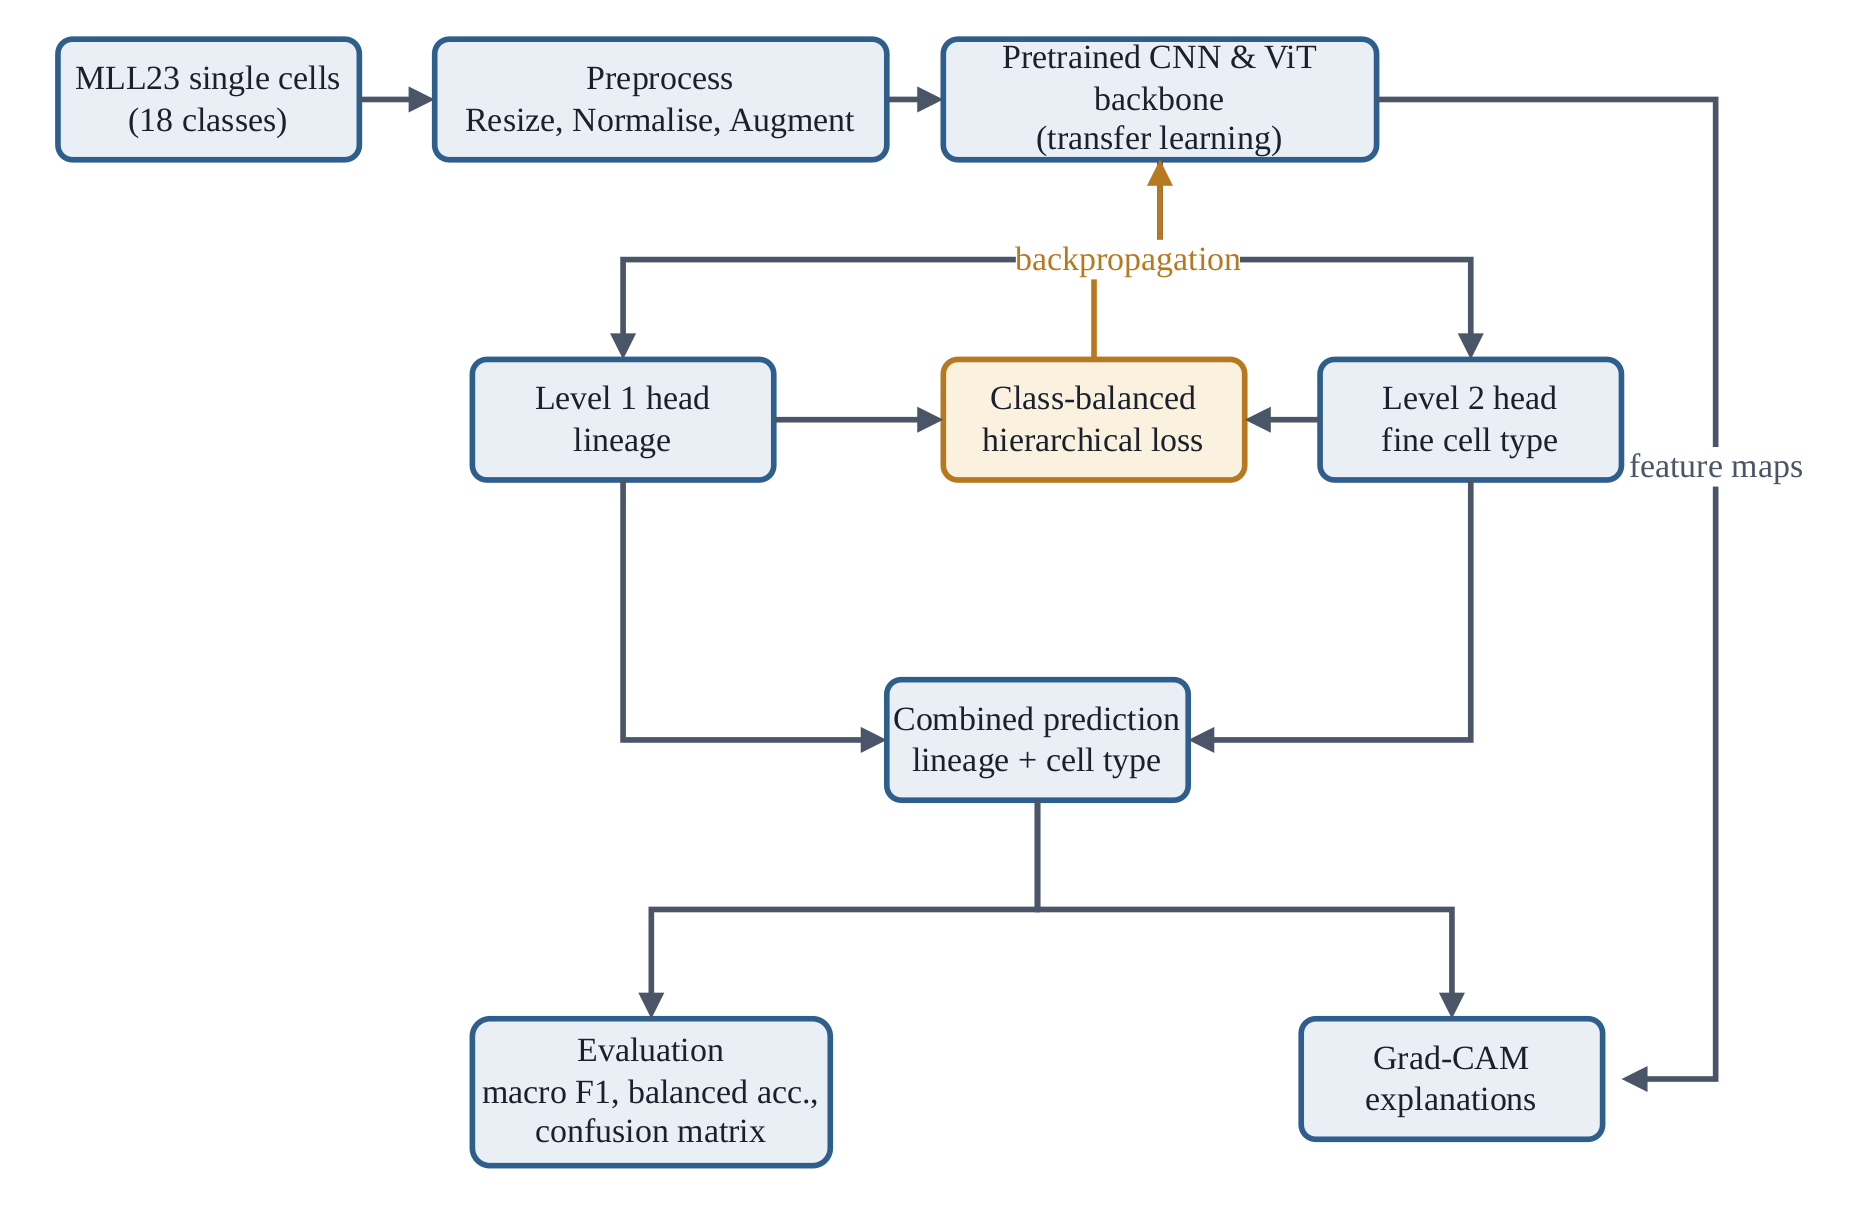 MLL23 single cells
(18 classes)
Preprocess
Resize, Normalise, Augment
Pretrained CNN & ViT
backbone
(transfer learning)
backpropagation
Level 1 head
lineage
Class-balanced
hierarchical loss
Level 2 head
fine cell type
feature maps
Combined prediction
lineage + cell type
Evaluation
macro F1, balanced acc.,
confusion matrix
Grad-CAM
explanations